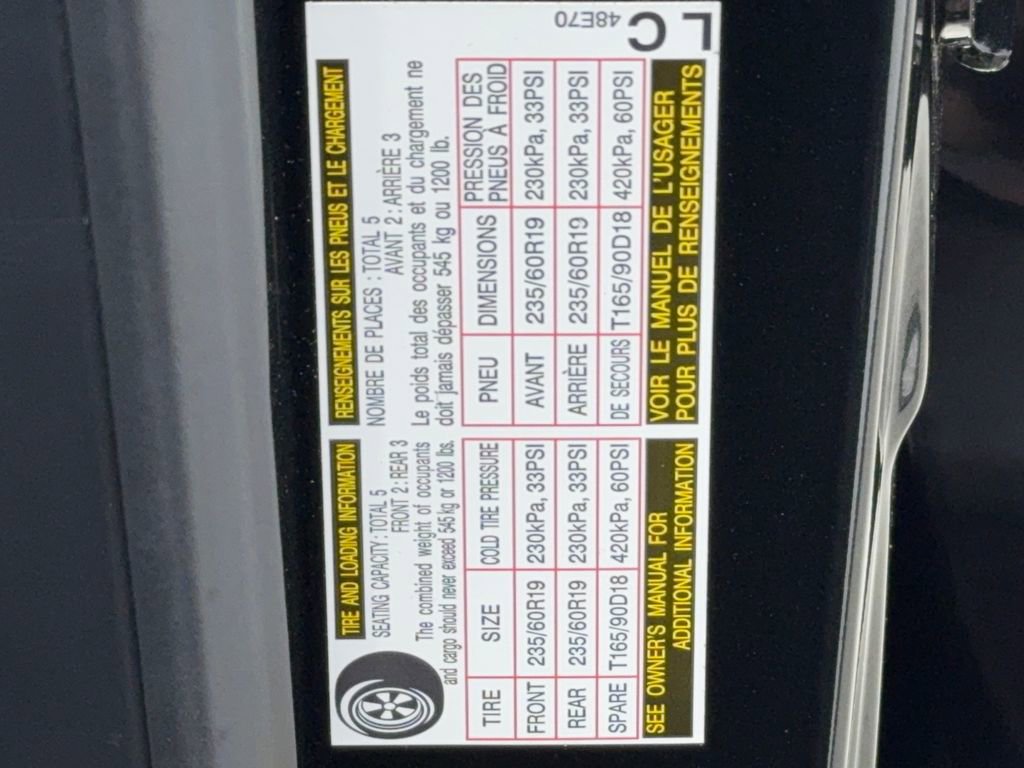 TIRE AND LOADING INFORMATION
SEATING CAPACITY : TOTAL 5
FRONT 2 : REAR 3
The combined weight of occupants
and cargo should never exceed 545 kg or 1200 lbs.
TIRE SIZE COLD TIRE PRESSURE
FRONT 235/60R19 230kPa, 33PSI
REAR 235/60R19 230kPa, 33PSI
SPARE T165/90D18 420kPa, 60PSI
SEE OWNER'S MANUAL FOR
ADDITIONAL INFORMATION
RENSEIGNEMENTS SUR LES PNEUS ET LE CHARGEMENT
NOMBRE DE PLACES : TOTAL 5
AVANT 2 : ARRIÈRE 3
Le poids total des occupants et du chargement ne
doit jamais dépasser 545 kg ou 1200 lb.
PNEU DIMENSIONS PRESSION DES
PNEUS À FROID
AVANT 235/60R19 230kPa, 33PSI
ARRIÈRE 235/60R19 230kPa, 33PSI
DE SECOURS T165/90D18 420kPa, 60PSI
VOIR LE MANUEL DE L'USAGER
POUR PLUS DE RENSEIGNEMENTS
48E70
LC